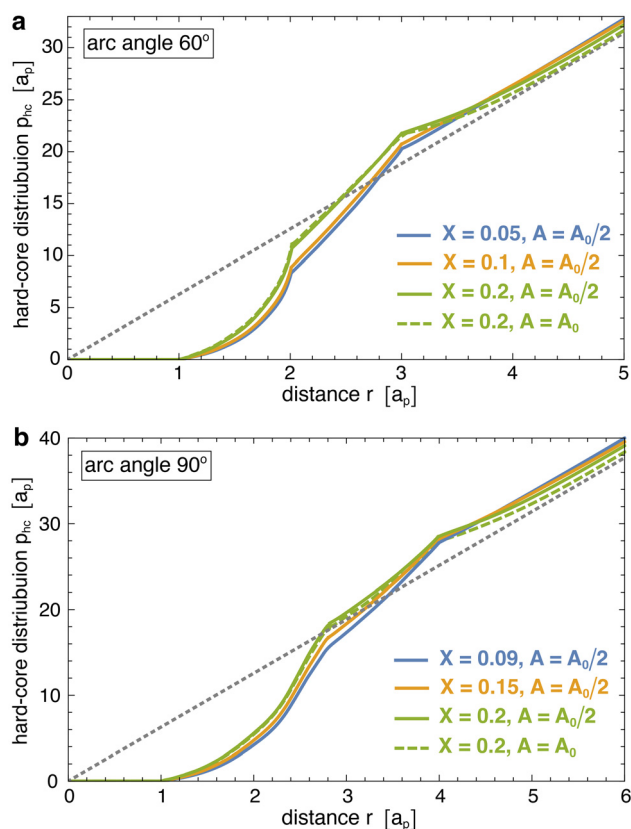 a
arc angle 60°
hard-core distriubuion p_hc [a_p]
30
25
20
15
10
5
0
X = 0.05, A = A₀/2
X = 0.1, A = A₀/2
X = 0.2, A = A₀/2
X = 0.2, A = A₀
0 1 2 3 4 5
distance r [a_p]
b
arc angle 90°
hard-core distriubuion p_hc [a_p]
40
30
20
10
0
X = 0.09, A = A₀/2
X = 0.15, A = A₀/2
X = 0.2, A = A₀/2
X = 0.2, A = A₀
0 1 2 3 4 5 6
distance r [a_p]